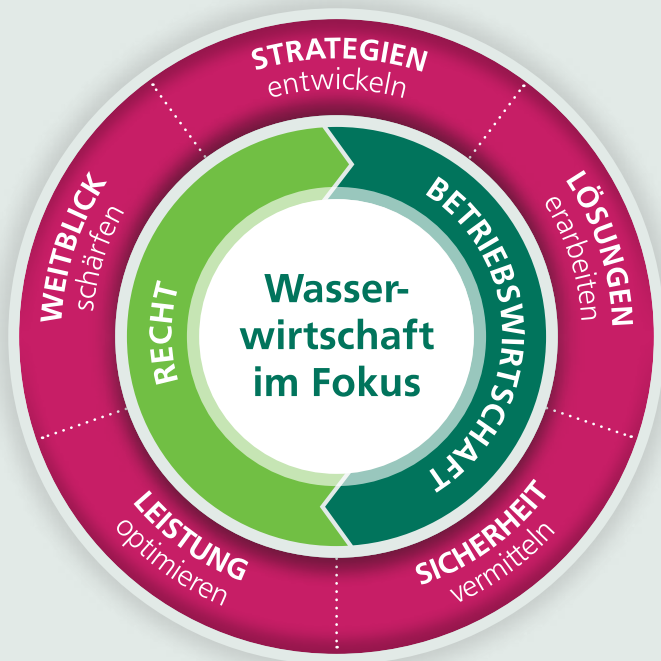 STRATEGIEN
entwickeln
LÖSUNGEN
erarbeiten
SICHERHEIT
vermitteln
LEISTUNG
optimieren
WEITBLICK
schärfen
RECHT
BETRIEBSWIRTSCHAFT
Wasser-
wirtschaft
im Fokus